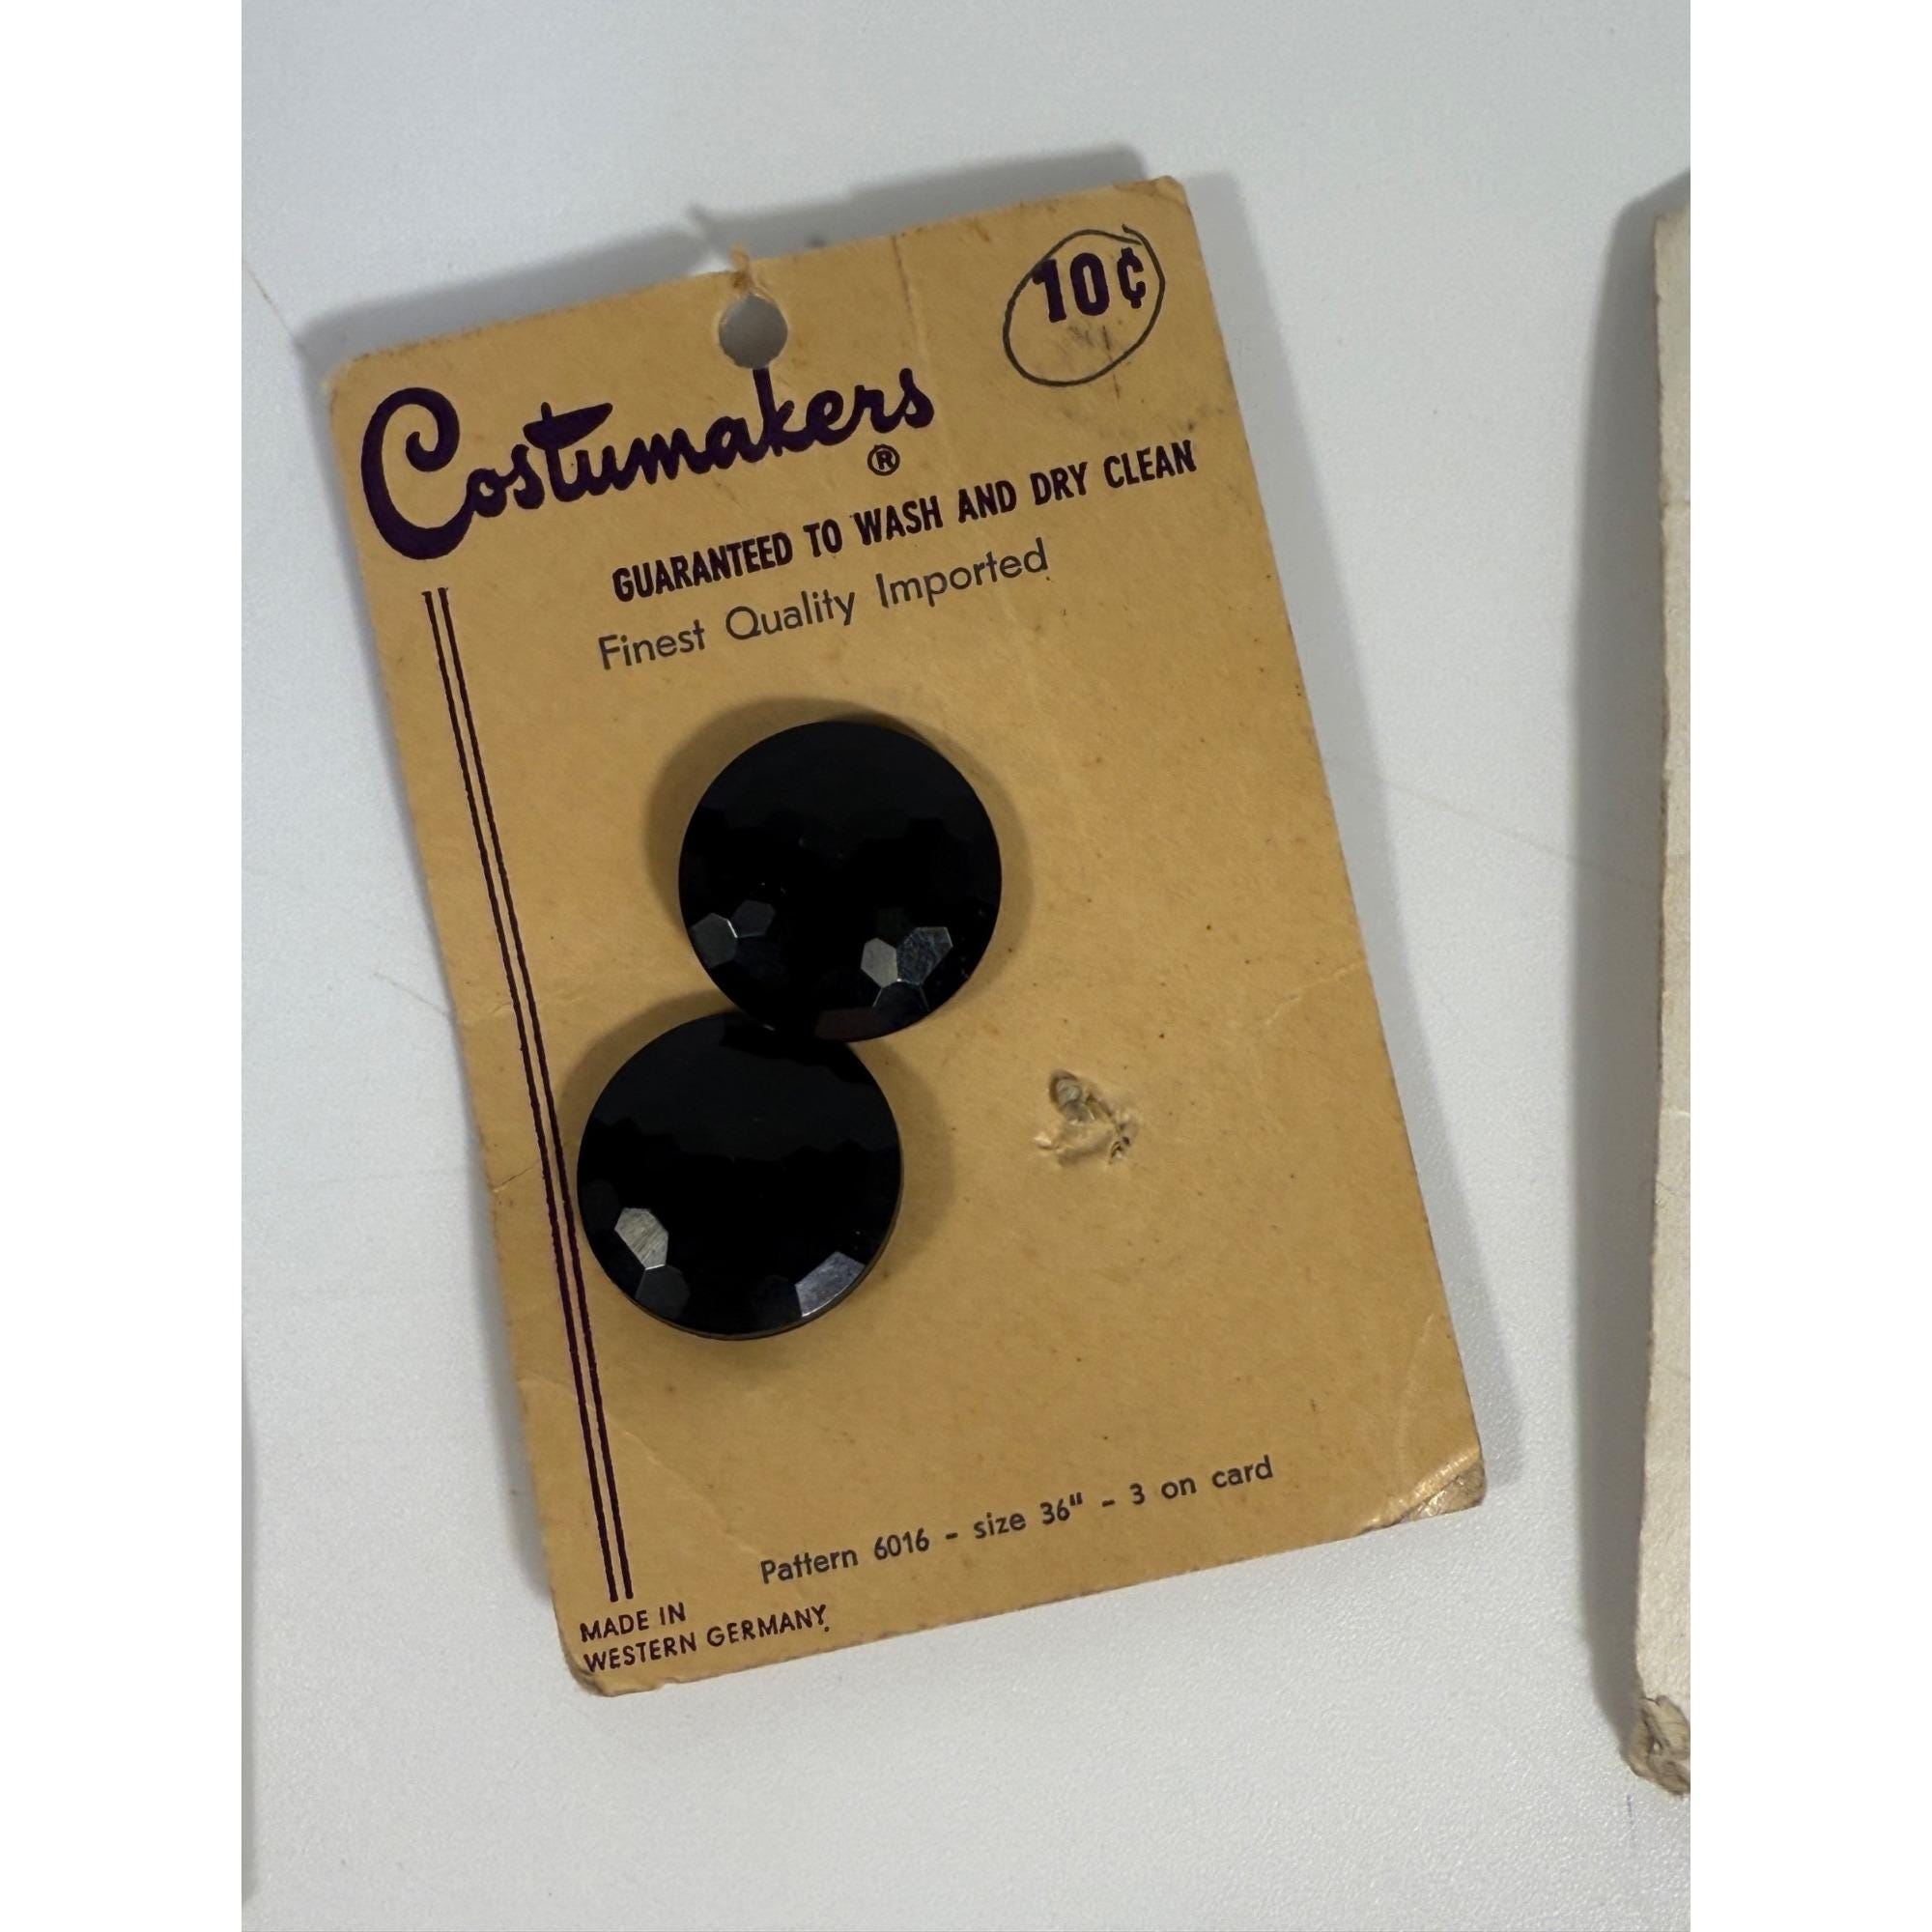 10¢
Costumakers ®
GUARANTEED TO WASH AND DRY CLEAN
Finest Quality Imported
Pattern 6016 - size 36" - 3 on card
MADE IN
WESTERN GERMANY